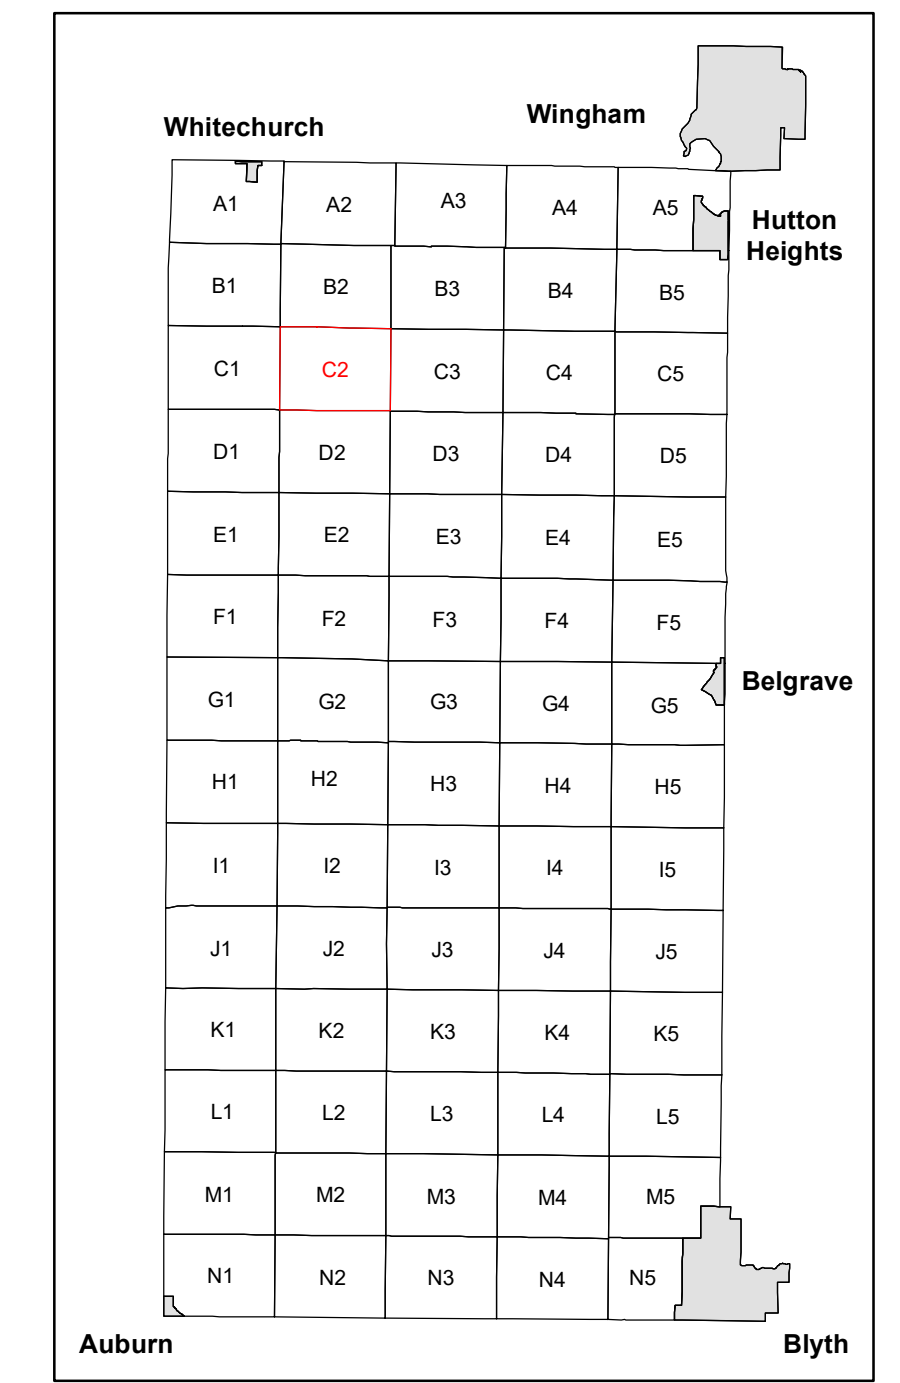 Wingham
Whitechurch
A1 A2 A3 A4 A5
Hutton
Heights
B1 B2 B3 B4 B5
C1 C2 C3 C4 C5
D1 D2 D3 D4 D5
E1 E2 E3 E4 E5
F1 F2 F3 F4 F5
Belgrave
G1 G2 G3 G4 G5
H1 H2 H3 H4 H5
I1 I2 I3 I4 I5
J1 J2 J3 J4 J5
K1 K2 K3 K4 K5
L1 L2 L3 L4 L5
M1 M2 M3 M4 M5
N1 N2 N3 N4 N5
Auburn Blyth